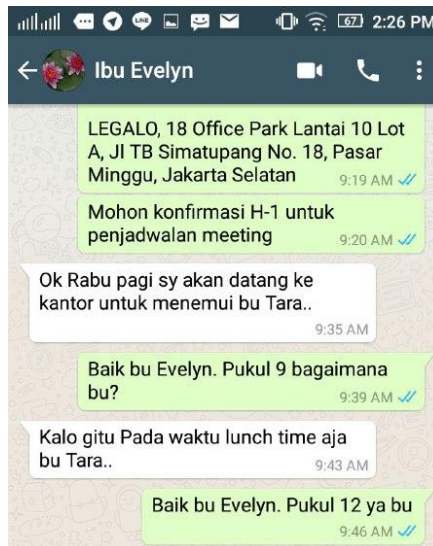 67 2:26 PM
Ibu Evelyn
LEGALO, 18 Office Park Lantai 10 Lot
A, Jl TB Simatupang No. 18, Pasar
Minggu, Jakarta Selatan 9:19 AM
Mohon konfirmasi H-1 untuk
penjadwalan meeting 9:20 AM
Ok Rabu pagi sy akan datang ke
kantor untuk menemui bu Tara..
9:35 AM
Baik bu Evelyn. Pukul 9 bagaimana
bu? 9:39 AM
Kalo gitu Pada waktu lunch time aja
bu Tara.. 9:43 AM
Baik bu Evelyn. Pukul 12 ya bu
9:46 AM